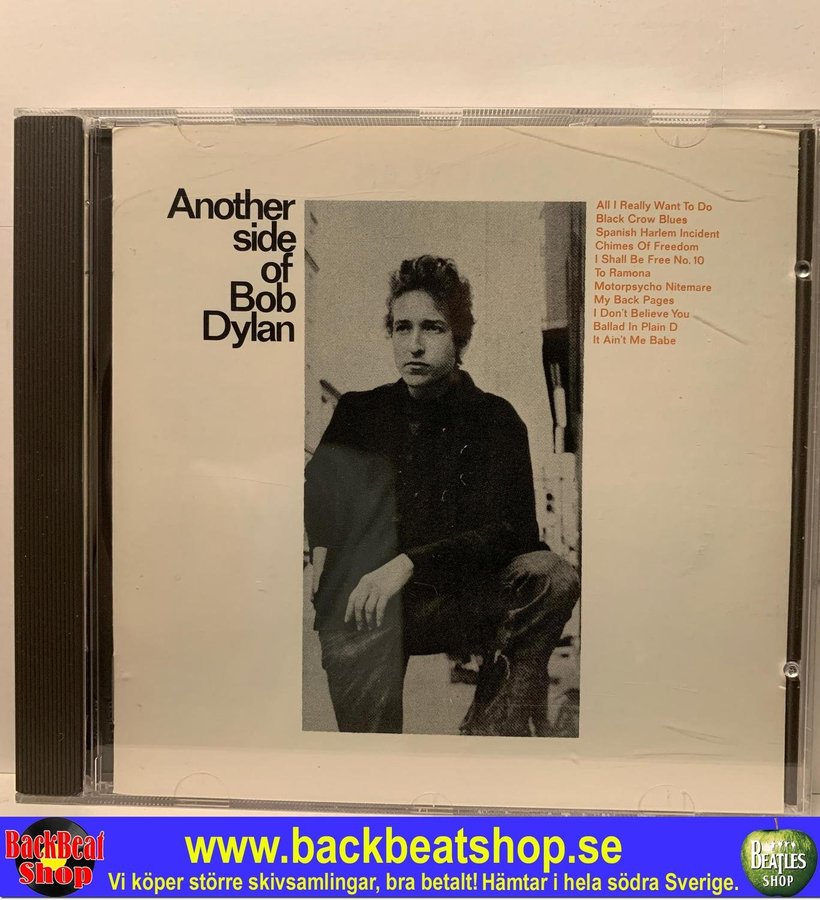 Another
side
of
Bob
Dylan
All I Really Want To Do
Black Crow Blues
Spanish Harlem Incident
Chimes Of Freedom
I Shall Be Free No. 10
To Ramona
Motorpsycho Nitemare
My Back Pages
I Don't Believe You
Ballad In Plain D
It Ain't Me Babe
BackBeat
Shop
www.backbeatshop.se
Vi köper större skivsamlingar, bra betalt! Hämtar i hela södra Sverige.
BEATLES
SHOP